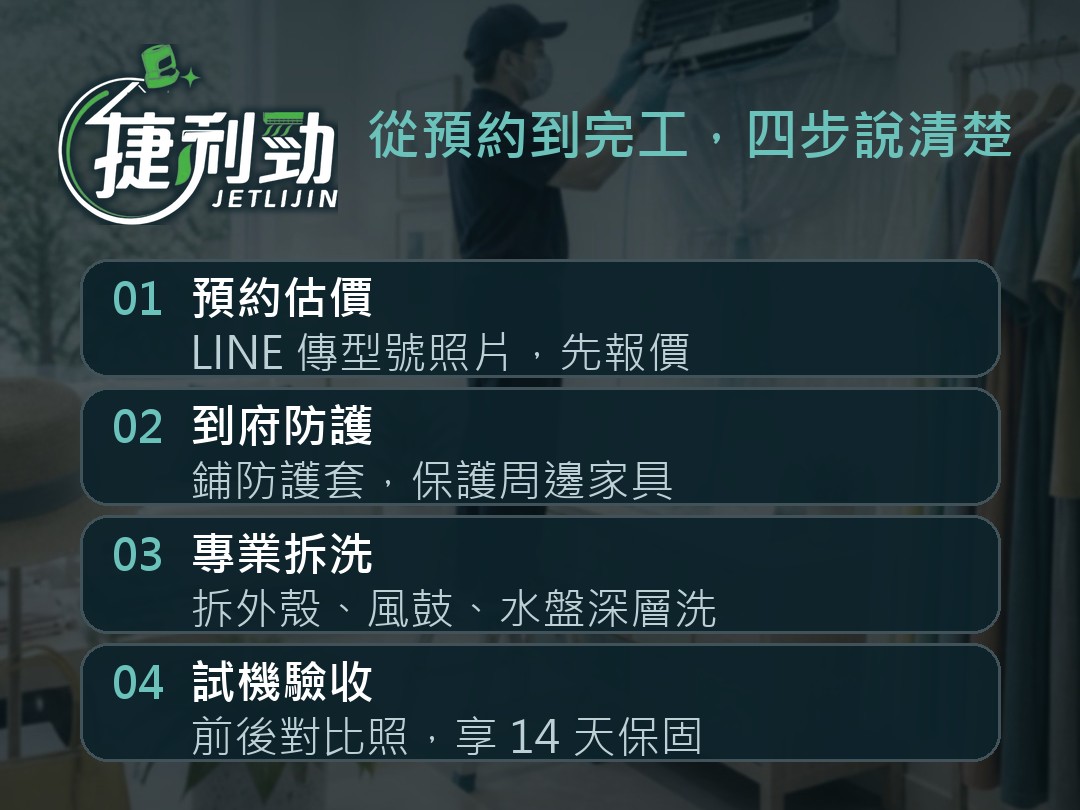 捷利勁
JETLIJIN
從預約到完工，四步說清楚
01 預約估價
LINE 傳型號照片，先報價
02 到府防護
鋪防護套，保護周邊家具
03 專業拆洗
拆外殼、風鼓、水盤深層洗
04 試機驗收
前後對比照，享 14 天保固